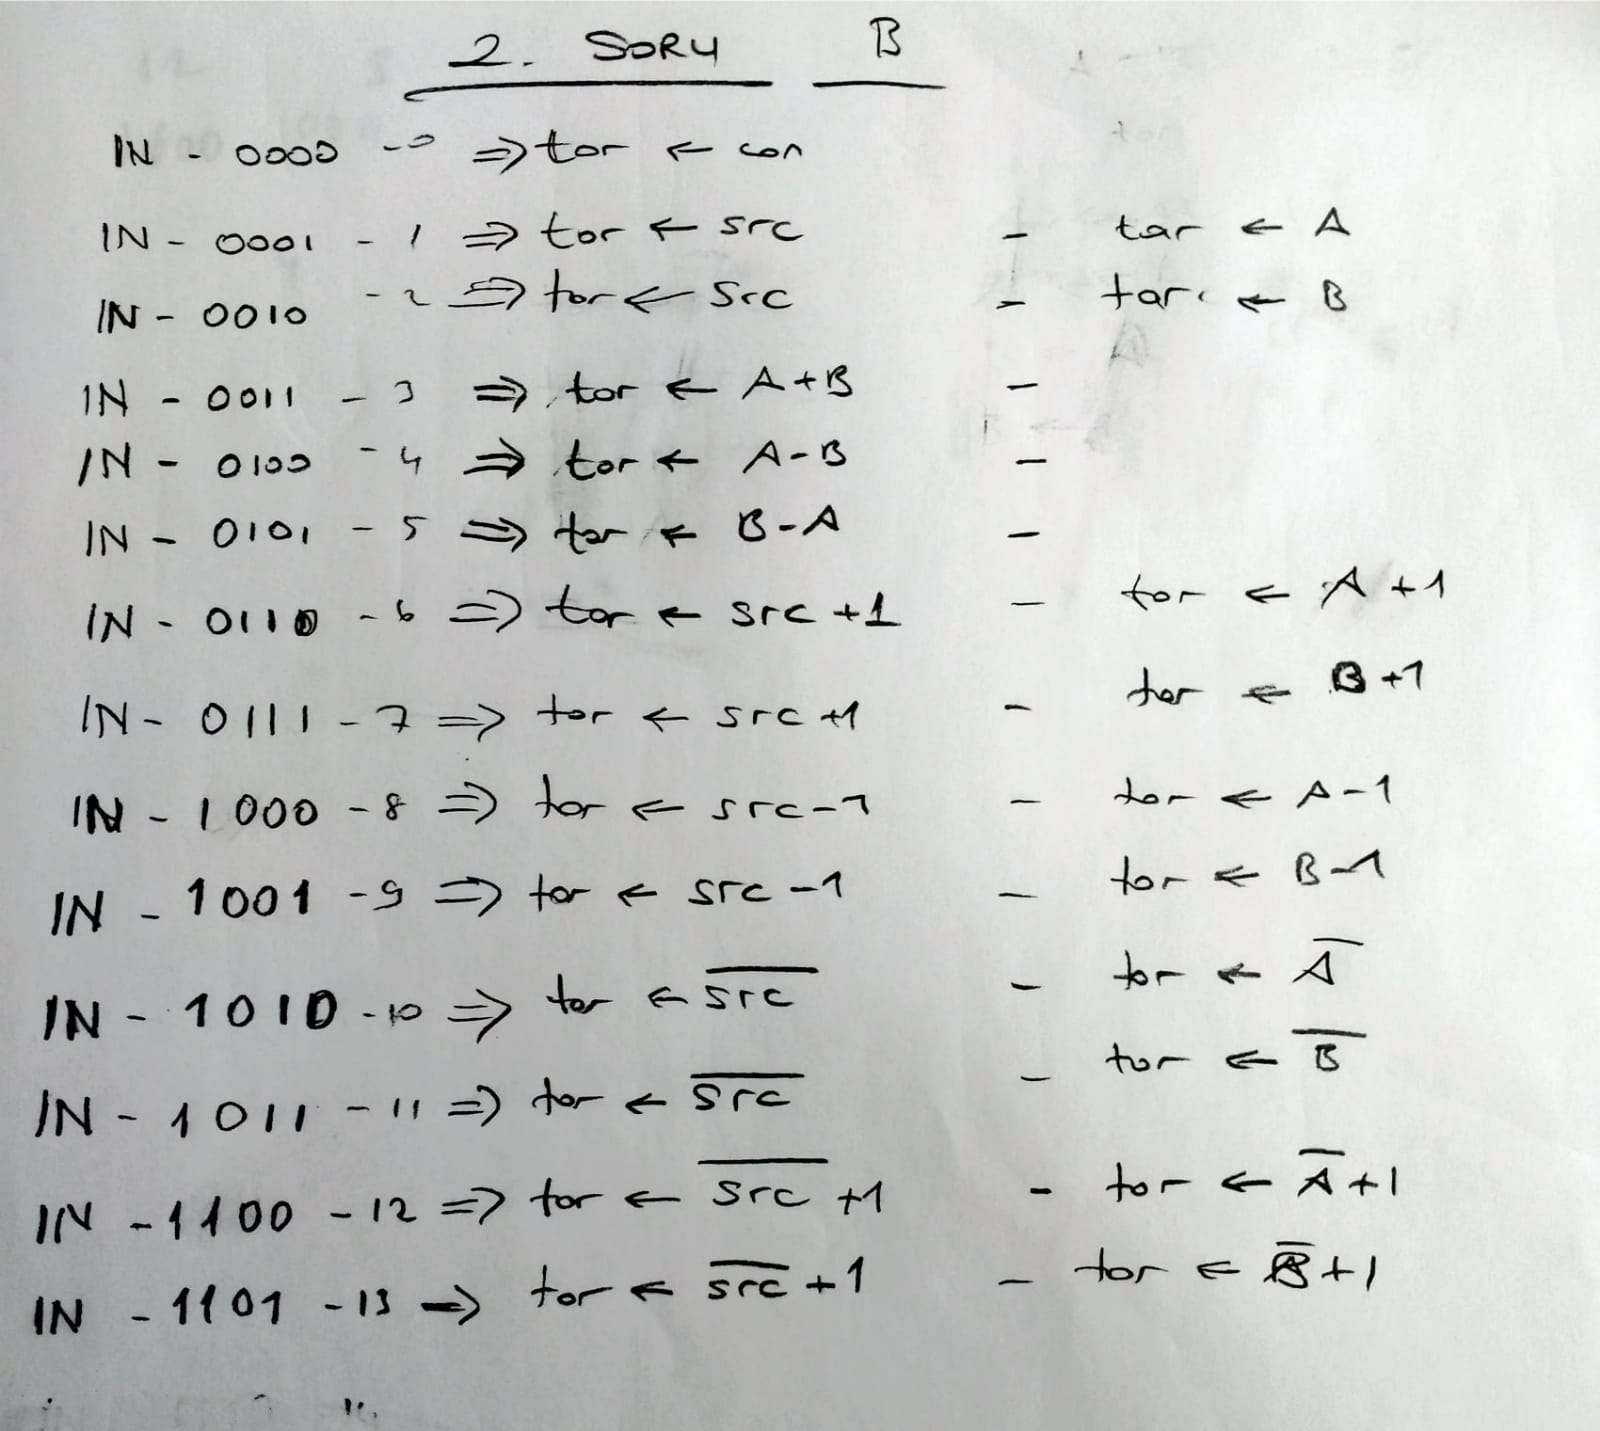 2. SORU B
IN - 0000 - 0 ⇒ tar ← con
IN - 0001 - 1 ⇒ tar ← src - tar ← A
IN - 0010 - 2 ⇒ tar ← src - tar ← B
IN - 0011 - 3 ⇒ tar ← A+B -
IN - 0100 - 4 ⇒ tar ← A-B -
IN - 0101 - 5 ⇒ tar ← B-A -
IN - 0110 - 6 ⇒ tar ← src +1 - tar ← A +1
IN - 0111 - 7 ⇒ tar ← src +1 - tar ← B +1
IN - 1000 - 8 ⇒ tar ← src -1 - tar ← A-1
IN - 1001 - 9 ⇒ tar ← src -1 - tar ← B-1
IN - 1010 - 10 ⇒ tar ← s̅r̅c̅ - tar ← A̅
IN - 1011 - 11 ⇒ tar ← s̅r̅c̅ - tar ← B̅
IN - 1100 - 12 ⇒ tar ← s̅r̅c̅ +1 - tar ← A̅ +1
IN - 1101 - 13 ⇒ tar ← s̅r̅c̅ +1 - tar ← B̅ +1